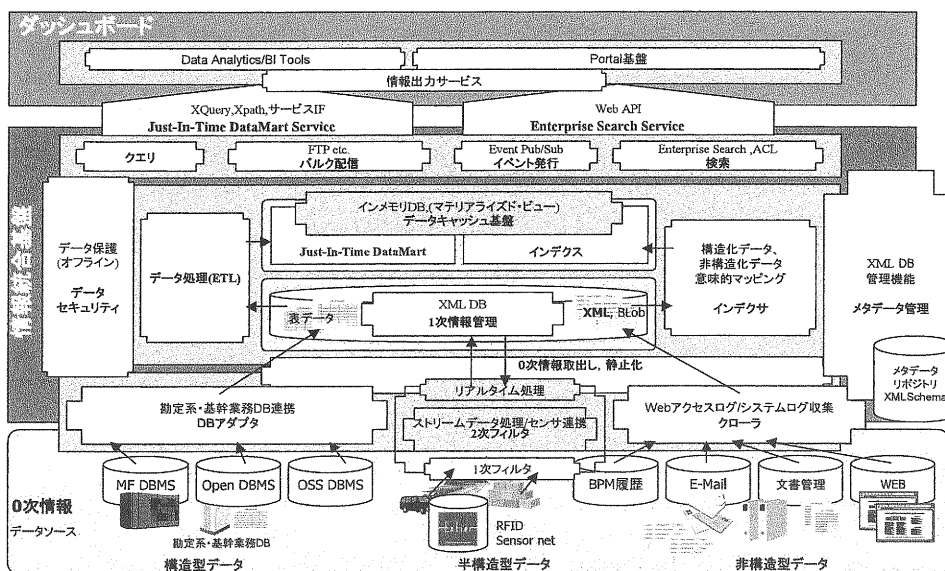 ダッシュボード
Data Analytics/BI Tools
Portal基盤
情報出力サービス
XQuery,Xpath,サービスIF
Just-In-Time DataMart Service
Web API
Enterprise Search Service
クエリ
FTP etc.
バルク配信
Event Pub/Sub
イベント発行
Enterprise Search ,ACL
検索
データ保護
(オフライン)
データ
セキュリティ
データ処理(ETL)
インメモリDB,(マテリアライズド・ビュー)
データキャッシュ基盤
Just-In-Time DataMart
インデクス
構造化データ、
非構造化データ
意味的マッピング
インデクサ
XML DB
管理機能
メタデータ管理
表データ
XML DB
1次情報管理
XML, BLob
0次情報取出し, 静止化
メタデータ
リポジトリ
XMLSchema
リアルタイム処理
勘定系・基幹業務DB連携
DBアダプタ
ストリームデータ処理/センサ連携
2次フィルタ
Webアクセスログ/システムログ収集
クローラ
1次フィルタ
MF DBMS
Open DBMS
OSS DBMS
BPM履歴
E-Mail
文書管理
WEB
0次情報
データソース
勘定系・基幹業務DB
RFID
Sensor net
構造型データ
半構造型データ
非構造型データ